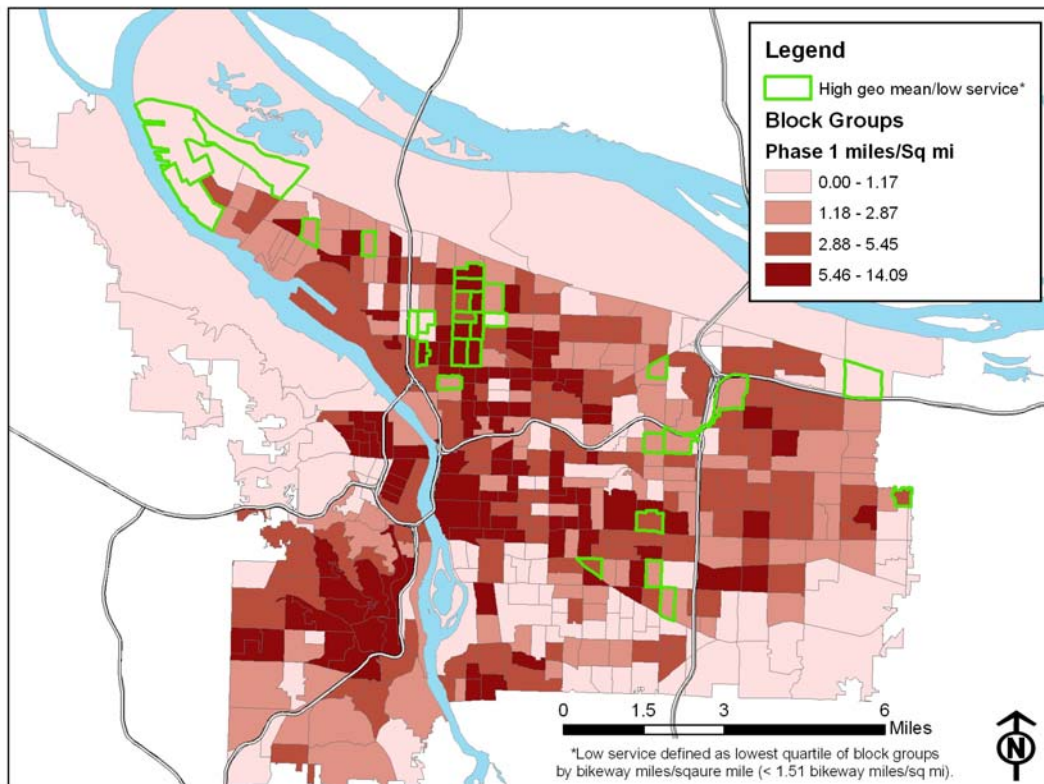 Legend
High geo mean/low service*
Block Groups
Phase 1 miles/Sq mi
0.00 - 1.17
1.18 - 2.87
2.88 - 5.45
5.46 - 14.09
0 1.5 3 6
Miles
*Low service defined as lowest quartile of block groups
by bikeway miles/sqaure mile (< 1.51 bikeway miles/sq mi).
N